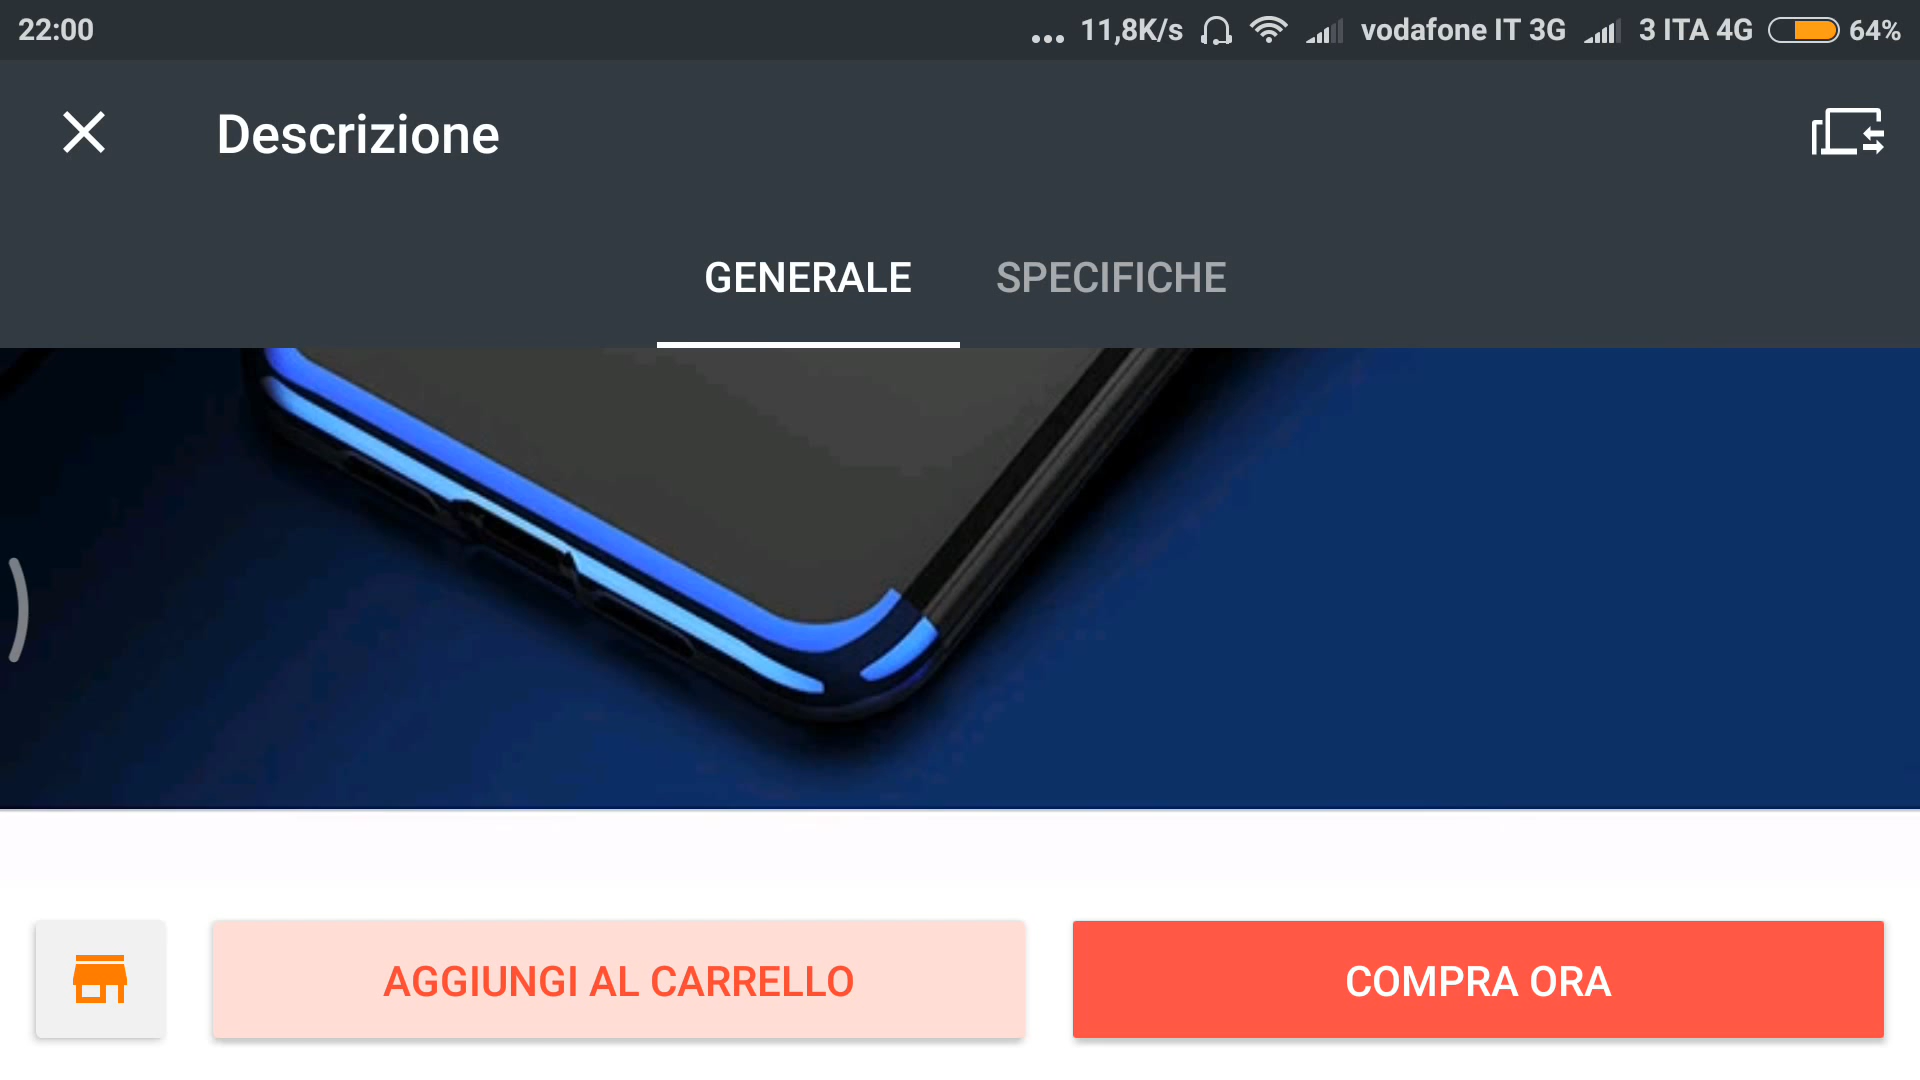 22:00 ... 11,8K/s vodafone IT 3G 3 ITA 4G 64%
Descrizione
GENERALE SPECIFICHE
AGGIUNGI AL CARRELLO COMPRA ORA